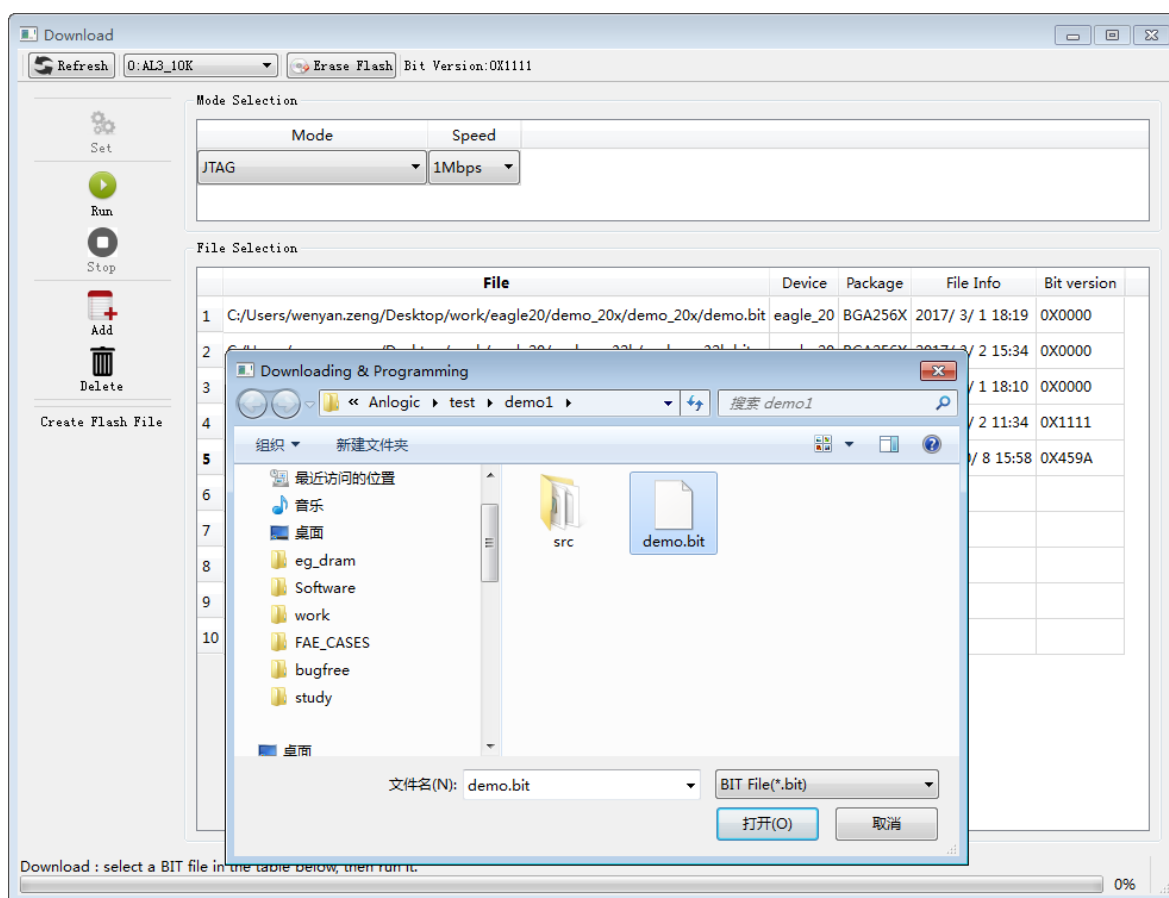 Download
Refresh 0:AL3_10K Erase Flash Bit Version:0X1111
Set
Run
Stop
Add
Delete
Create Flash File
Mode Selection
Mode Speed
JTAG 1Mbps
File Selection
File Device Package File Info Bit version
1 C:/Users/wenyan.zeng/Desktop/work/eagle20/demo_20x/demo_20x/demo.bit eagle_20 BGA256X 2017/ 3/ 1 18:19 0X0000
2 / 2 15:34 0X0000
3 / 1 18:10 0X0000
4 / 2 11:34 0X1111
5 / 8 15:58 0X459A
6
7
8
9
10
Downloading & Programming
« Anlogic test demo1 搜索 demo1
组织 新建文件夹
最近访问的位置
音乐
桌面
eg_dram
Software
work
FAE_CASES
bugfree
study
桌面
src demo.bit
文件名(N): demo.bit BIT File(*.bit)
打开(O) 取消
Download : select a BIT file in the table below, then run it.
0%